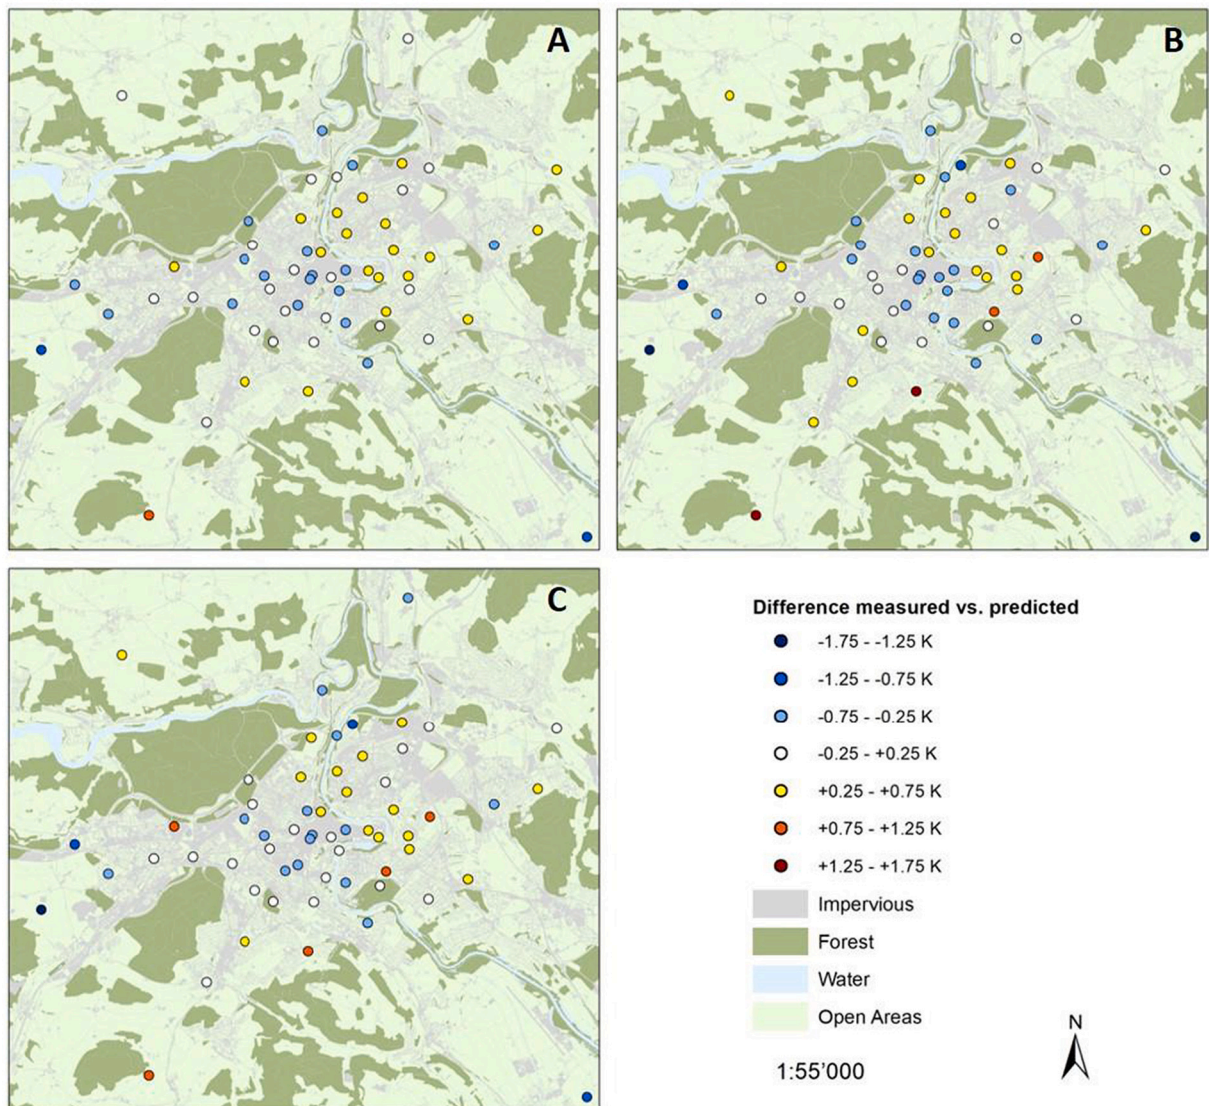 A
B
C
Difference measured vs. predicted
-1.75 - -1.25 K
-1.25 - -0.75 K
-0.75 - -0.25 K
-0.25 - +0.25 K
+0.25 - +0.75 K
+0.75 - +1.25 K
+1.25 - +1.75 K
Impervious
Forest
Water
Open Areas
N
1:55'000